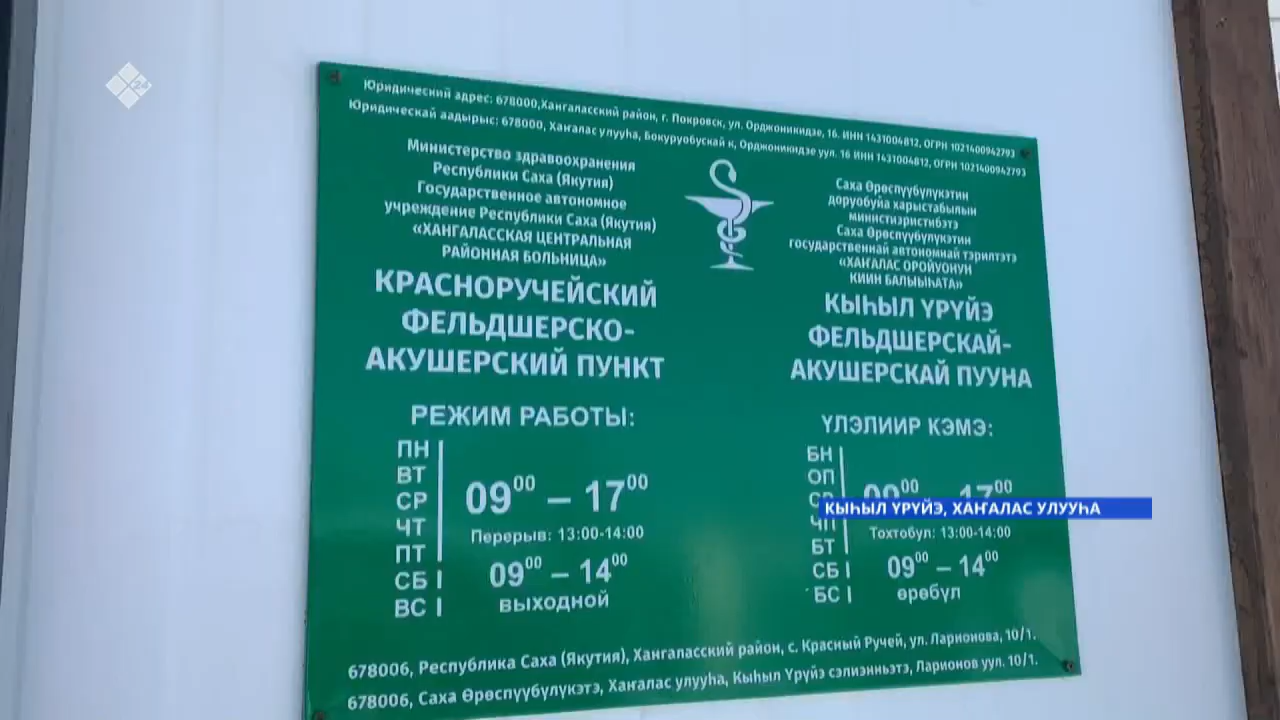 24
Юридический адрес: 678000,Хангаласский район, г. Покровск, ул. Орджоникидзе, 16. ИНН 1431004812, ОГРН 1021400942793
Юридическай аадырыс: 678000, Хаҥалас улууһа, Бокуруобускай к, Орджоникидзе уул. 16 ИНН 1431004812, ОГРН 1021400942793
Министерство здравоохранения
Республики Саха (Якутия)
Государственное автономное
учреждение Республики Саха (Якутия)
«ХАНГАЛАССКАЯ ЦЕНТРАЛЬНАЯ
РАЙОННАЯ БОЛЬНИЦА»
КРАСНОРУЧЕЙСКИЙ
ФЕЛЬДШЕРСКО-
АКУШЕРСКИЙ ПУНКТ
РЕЖИМ РАБОТЫ:
ПН
ВТ
СР
ЧТ
ПТ
09⁰⁰ – 17⁰⁰
Перерыв: 13:00-14:00
СБ 09⁰⁰ – 14⁰⁰
ВС выходной
Саха Өрөспүүбүлүкэтин
доруобуйа харыстабылын
министиэристибэтэ
Саха Өрөспүүбүлүкэтин
государственнай автономнай тэрилтэтэ
«ХАҤАЛАС ОРОЙУОНУН
КИИН БАЛЫЫҺАТА»
КЫҺЫЛ ҮРҮЙЭ
ФЕЛЬДШЕРСКАЙ-
АКУШЕРСКАЙ ПУУНА
ҮЛЭЛИИР КЭМЭ:
БН
ОП
СР
ЧП
БТ
09⁰⁰ – 17⁰⁰
Тохтобул: 13:00-14:00
СБ 09⁰⁰ – 14⁰⁰
БС өрөбүл
КЫҺЫЛ ҮРҮЙЭ, ХАҤАЛАС УЛУУҺА
678006, Республика Саха (Якутия), Хангаласский район, с. Красный Ручей, ул. Ларионова, 10/1.
678006, Саха Өрөспүүбүлүкэтэ, Хаҥалас улууһа, Кыһыл Үрүйэ сэлиэнньэтэ, Ларионов уул. 10/1.